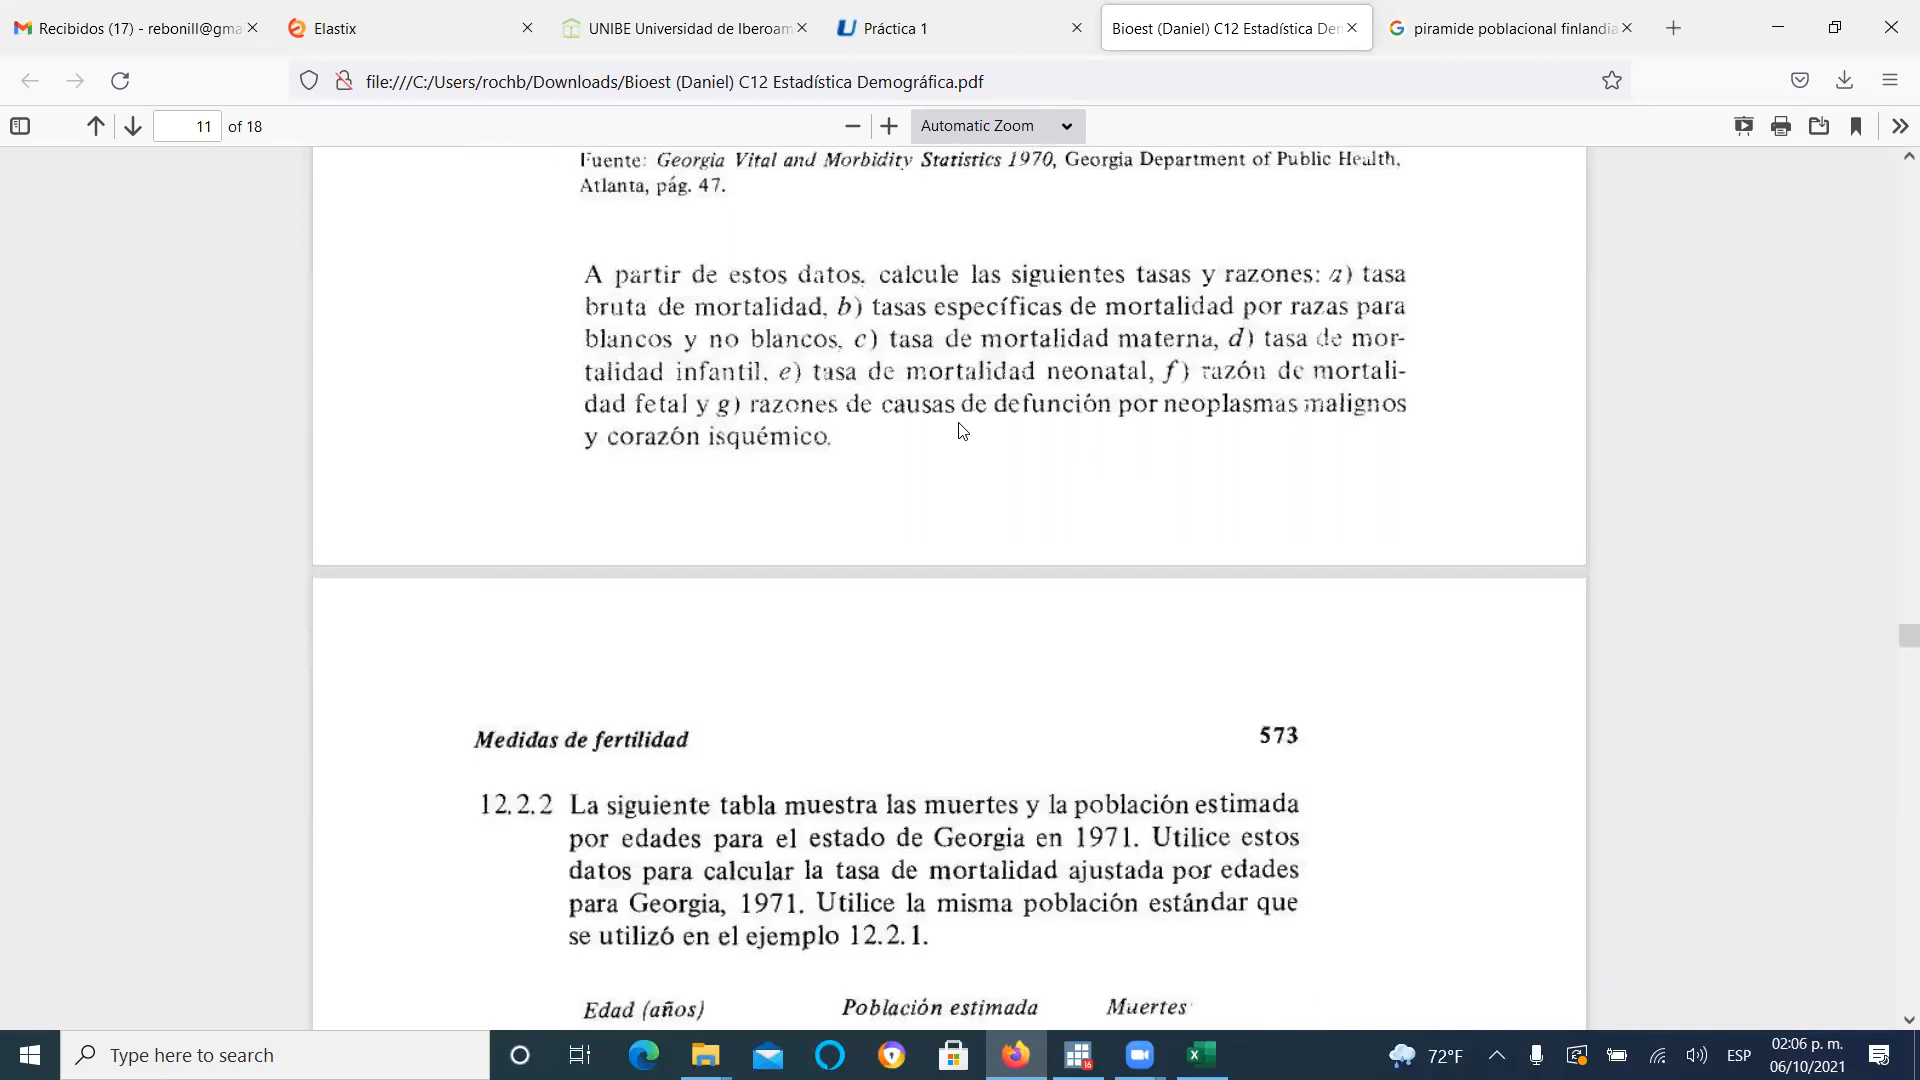 Recibidos (17) - rebonill@gma
Elastix
UNIBE Universidad de Iberoam
Práctica 1
Bioest (Daniel) C12 Estadística Dem
piramide poblacional finlandia
file:///C:/Users/rochb/Downloads/Bioest (Daniel) C12 Estadística Demográfica.pdf
11 of 18
Automatic Zoom
Fuente: Georgia Vital and Morbidity Statistics 1970, Georgia Department of Public Health,
Atlanta, pág. 47.
A partir de estos datos, calcule las siguientes tasas y razones: a) tasa
bruta de mortalidad, b) tasas específicas de mortalidad por razas para
blancos y no blancos, c) tasa de mortalidad materna, d) tasa de mor-
talidad infantil, e) tasa de mortalidad neonatal, f) razón de mortali-
dad fetal y g) razones de causas de defunción por neoplasmas malignos
y corazón isquémico.
Medidas de fertilidad 573
12.2.2 La siguiente tabla muestra las muertes y la población estimada
por edades para el estado de Georgia en 1971. Utilice estos
datos para calcular la tasa de mortalidad ajustada por edades
para Georgia, 1971. Utilice la misma población estándar que
se utilizó en el ejemplo 12.2.1.
Edad (años) Población estimada Muertes
Type here to search
16
72°F
ESP
02:06 p. m.
06/10/2021